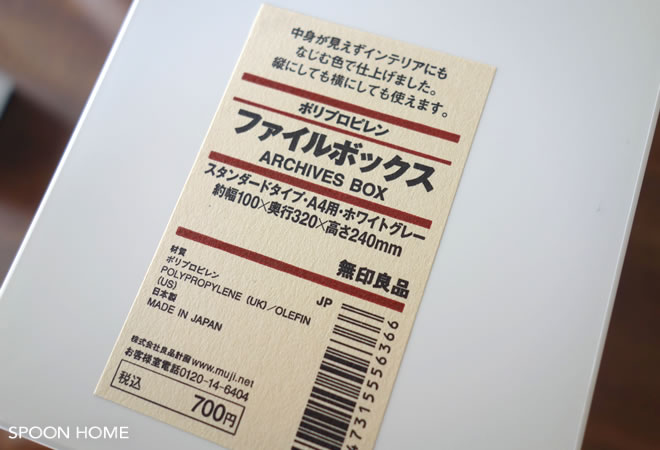 中身が見えずインテリアにも
なじむ色で仕上げました。
縦にしても横にしても使えます。
ポリプロピレン
ファイルボックス
ARCHIVES BOX
スタンダードタイプ・A4用・ホワイトグレー
約幅100×奥行320×高さ240mm
無印良品
材質
ポリプロピレン
POLYPROPYLENE (UK)/OLEFIN
(US)
日本製
MADE IN JAPAN
JP
株式会社良品計画 www.muji.net
お客様室電話0120-14-6404
税込
700円
4731555636
SPOON HOME